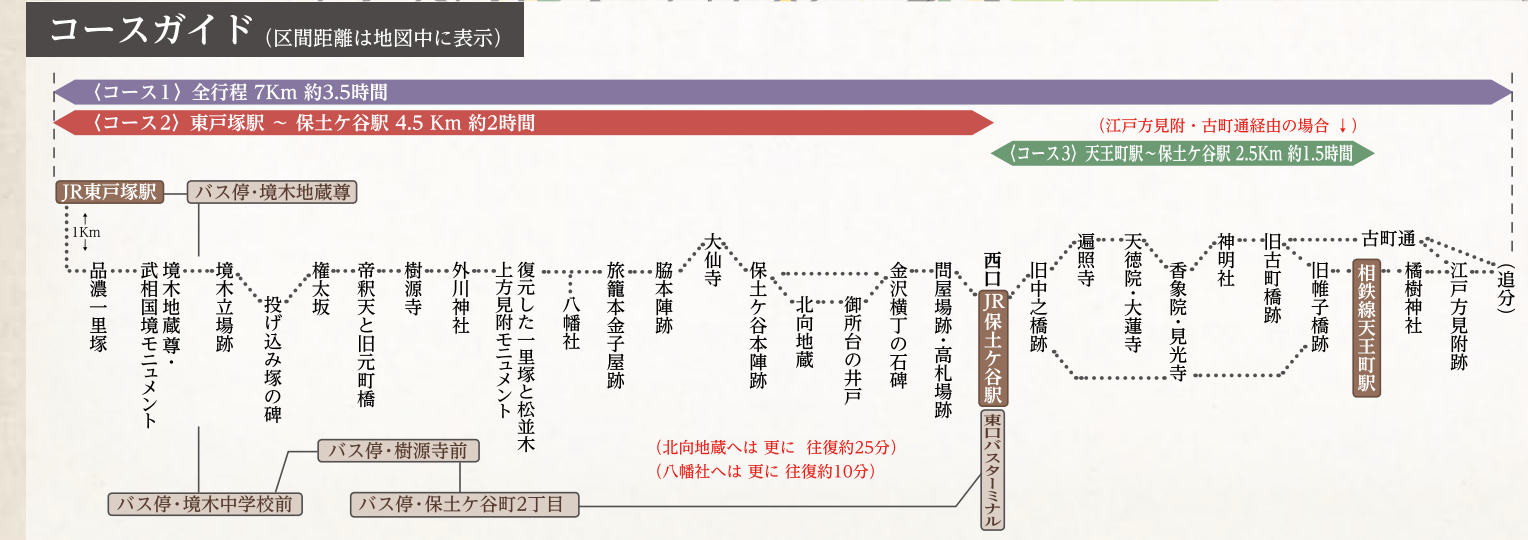 コースガイド（区間距離は地図中に表示）
〈コース1〉全行程 7Km 約3.5時間
〈コース2〉東戸塚駅 ～ 保土ケ谷駅 4.5 Km 約2時間
（江戸方見附・古町通経由の場合 ↓）
〈コース3〉天王町駅～保土ケ谷駅 2.5Km 約1.5時間
JR東戸塚駅
バス停・境木地蔵尊
↑
1Km
↓
品濃一里塚
境木地蔵尊・
武相国境モニュメント
境木立場跡
投げ込み塚の碑
権太坂
帝釈天と旧元町橋
樹源寺
外川神社
復元した一里塚と松並木
上方見附モニュメント
八幡社
旅籠本金子屋跡
脇本陣跡
大仙寺
保土ケ谷本陣跡
北向地蔵
御所台の井戸
金沢横丁の石碑
問屋場跡・高札場跡
西口
JR保土ケ谷駅
東口バスターミナル
旧中之橋跡
遍照寺
天徳院・大蓮寺
香象院・見光寺
神明社
旧古町橋跡
旧帷子橋跡
古町通
相鉄線天王町駅
橘樹神社
江戸方見附跡
（追分）
バス停・樹源寺前
バス停・境木中学校前
バス停・保土ケ谷町2丁目
（北向地蔵へは 更に 往復約25分）
（八幡社へは 更に 往復約10分）